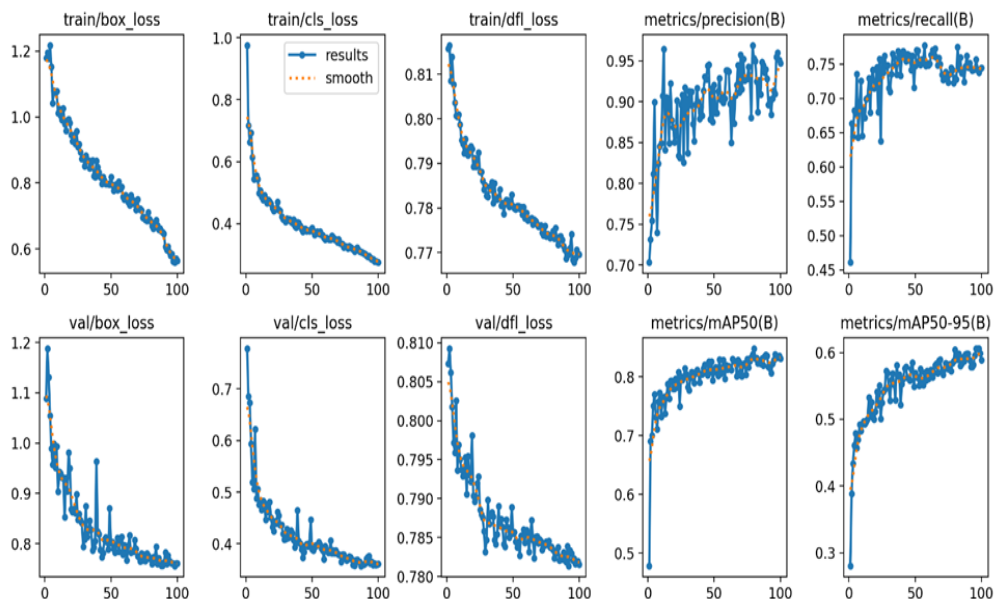 train/box_loss
1.2
1.0
0.8
0.6
0 50 100
train/cls_loss
1.0
0.8
0.6
0.4
results
smooth
0 50 100
train/dfl_loss
0.81
0.80
0.79
0.78
0.77
0 50 100
metrics/precision(B)
0.95
0.90
0.85
0.80
0.75
0.70
0 50 100
metrics/recall(B)
0.75
0.70
0.65
0.60
0.55
0.50
0.45
0 50 100
val/box_loss
1.2
1.1
1.0
0.9
0.8
0 50 100
val/cls_loss
0.7
0.6
0.5
0.4
0 50 100
val/dfl_loss
0.810
0.805
0.800
0.795
0.790
0.785
0.780
0 50 100
metrics/mAP50(B)
0.8
0.7
0.6
0.5
0 50 100
metrics/mAP50-95(B)
0.6
0.5
0.4
0.3
0 50 100